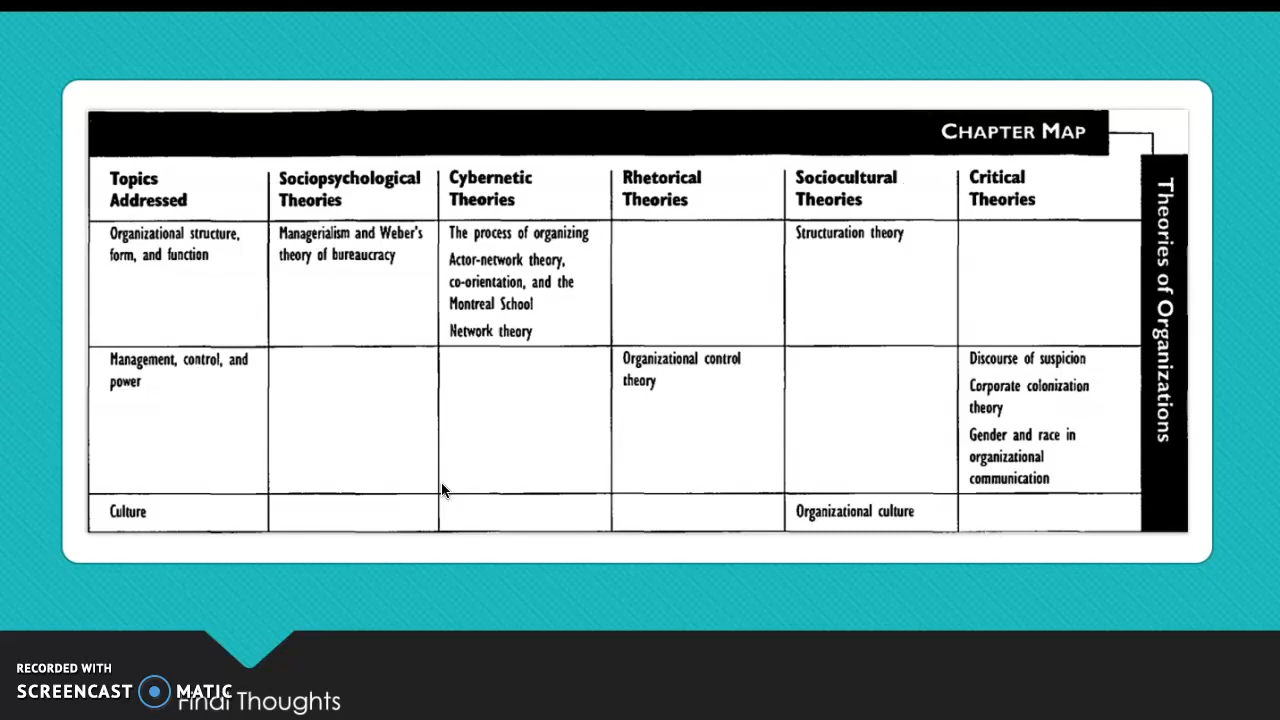 CHAPTER MAP
Topics
Addressed
Sociopsychological
Theories
Cybernetic
Theories
Rhetorical
Theories
Sociocultural
Theories
Critical
Theories
Organizational structure,
form, and function
Managerialism and Weber's
theory of bureaucracy
The process of organizing
Actor-network theory,
co-orientation, and the
Montreal School
Network theory
Structuration theory
Management, control, and
power
Organizational control
theory
Discourse of suspicion
Corporate colonization
theory
Gender and race in
organizational
communication
Culture
Organizational culture
Theories of Organizations
RECORDED WITH
SCREENCAST MATIC
Final Thoughts